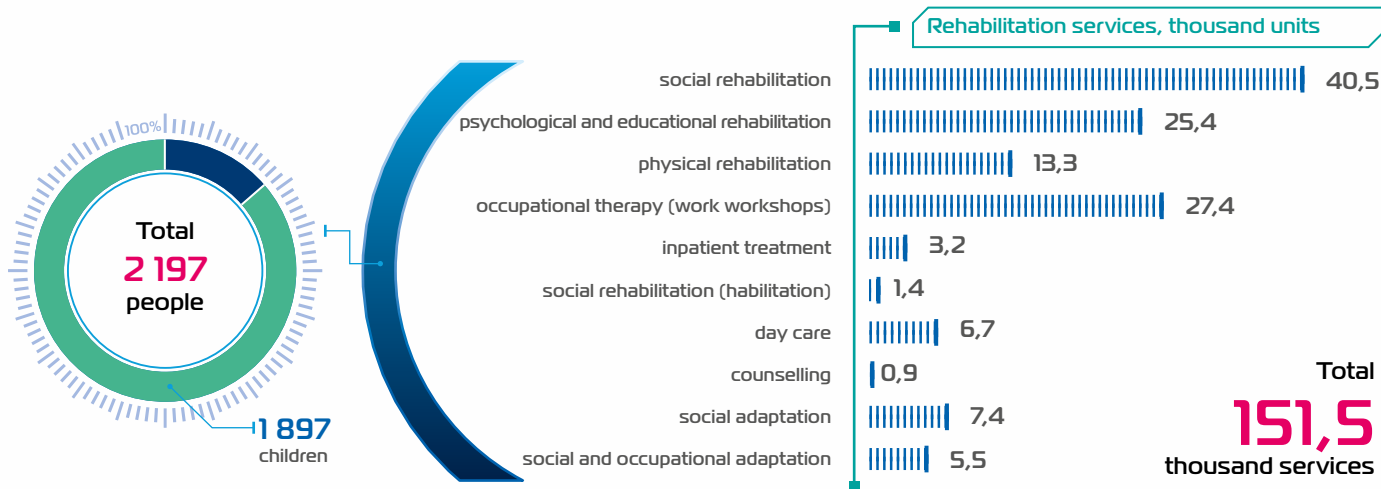 Rehabilitation services, thousand units
100%
Total
2 197
people
1 897
children
social rehabilitation 40,5
psychological and educational rehabilitation 25,4
physical rehabilitation 13,3
occupational therapy (work workshops) 27,4
inpatient treatment 3,2
social rehabilitation (habilitation) 1,4
day care 6,7
counselling 0,9
social adaptation 7,4
social and occupational adaptation 5,5
Total
151,5
thousand services